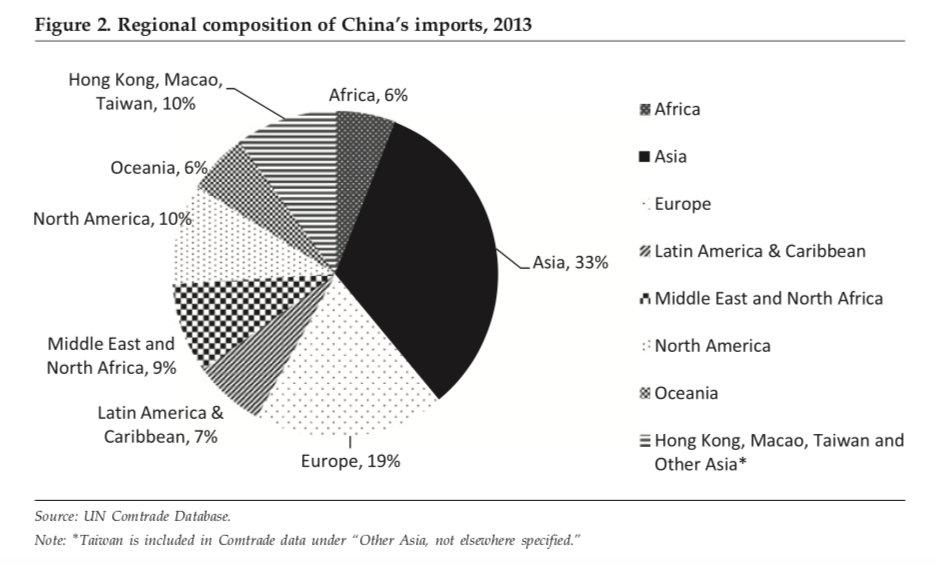 Figure 2. Regional composition of China's imports, 2013
Hong Kong, Macao,
Taiwan, 10%
Africa, 6%
Oceania, 6%
North America, 10%
Asia, 33%
Middle East and
North Africa, 9%
Latin America &
Caribbean, 7%
Europe, 19%
Africa
Asia
Europe
Latin America & Caribbean
Middle East and North Africa
North America
Oceania
Hong Kong, Macao, Taiwan and
Other Asia*
Source: UN Comtrade Database.
Note: *Taiwan is included in Comtrade data under "Other Asia, not elsewhere specified."